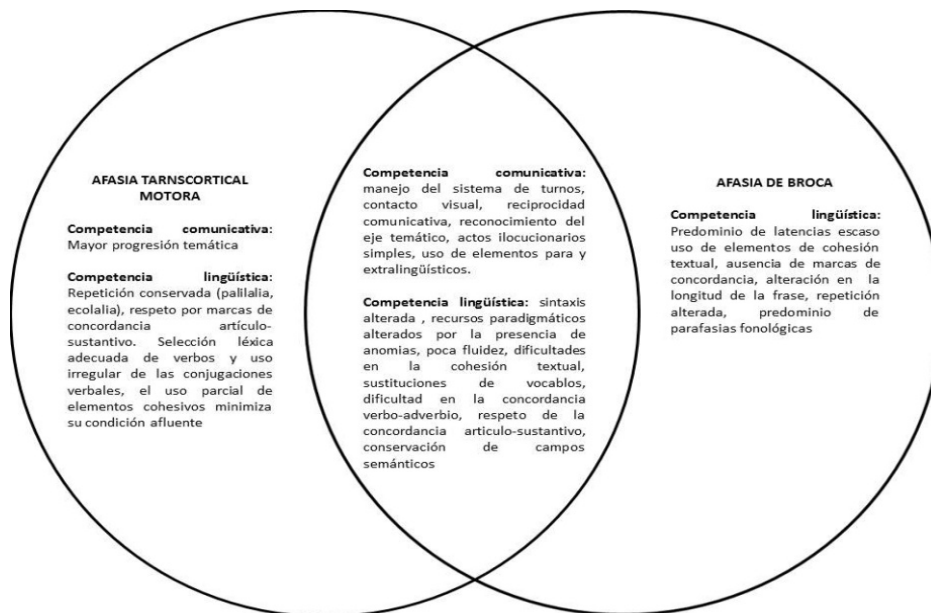 AFASIA TARNSCORTICAL
MOTORA
Competencia comunicativa:
Mayor progresión temática
Competencia lingüística:
Repetición conservada (palilalia,
ecolalia), respeto por marcas de
concordancia artículo-
sustantivo. Selección léxica
adecuada de verbos y uso
irregular de las conjugaciones
verbales, el uso parcial de
elementos cohesivos minimiza
su condición afluente
Competencia comunicativa:
manejo del sistema de turnos,
contacto visual, reciprocidad
comunicativa, reconocimiento del
eje temático, actos ilocucionarios
simples, uso de elementos para y
extralingüísticos.
Competencia lingüística: sintaxis
alterada , recursos paradigmáticos
alterados por la presencia de
anomias, poca fluidez, dificultades
en la cohesión textual,
sustituciones de vocablos,
dificultad en la concordancia
verbo-adverbio, respeto de la
concordancia articulo-sustantivo,
conservación de campos
semánticos
AFASIA DE BROCA
Competencia lingüística:
Predominio de latencias escaso
uso de elementos de cohesión
textual, ausencia de marcas de
concordancia, alteración en la
longitud de la frase, repetición
alterada, predominio de
parafasias fonológicas